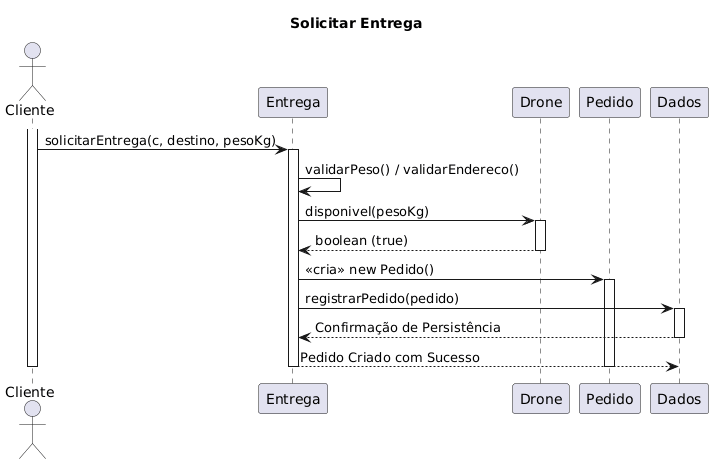 Solicitar Entrega
Cliente
Entrega
Drone
Pedido
Dados
solicitarEntrega(c, destino, pesoKg)
validarPeso() / validarEndereco()
disponivel(pesoKg)
boolean (true)
«cria» new Pedido()
registrarPedido(pedido)
Confirmação de Persistência
Pedido Criado com Sucesso
Cliente
Entrega
Drone
Pedido
Dados